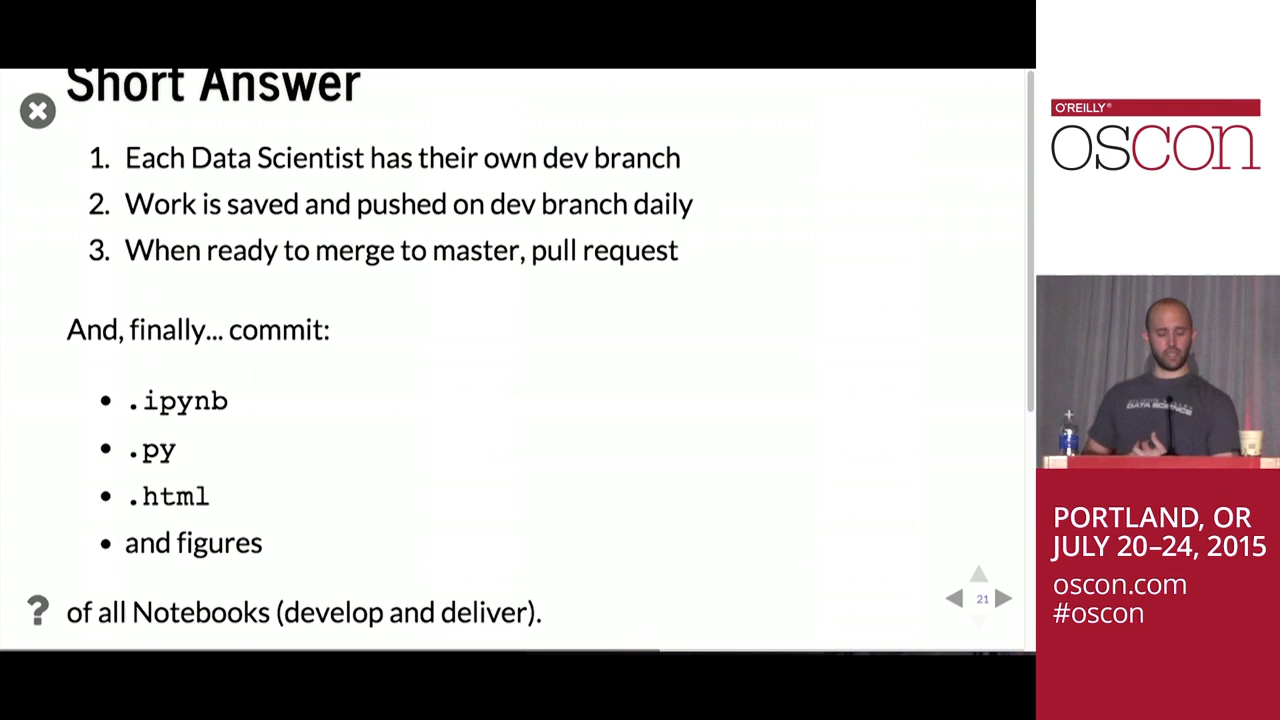 Short Answer
1. Each Data Scientist has their own dev branch
2. Work is saved and pushed on dev branch daily
3. When ready to merge to master, pull request
And, finally... commit:
• .ipynb
• .py
• .html
• and figures
? of all Notebooks (develop and deliver).
21
O'REILLY®
OSCON
DATA SCIENCE
PORTLAND, OR
JULY 20–24, 2015
oscon.com
#oscon